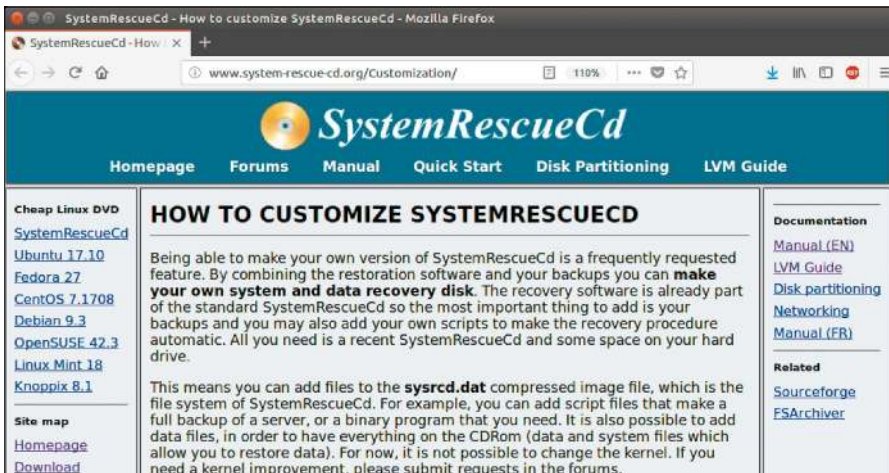 SystemRescueCd - How to customize SystemRescueCd - Mozilla Firefox
SystemRescueCd - How
www.system-rescue-cd.org/Customization/
110%
SystemRescueCd
Homepage Forums Manual Quick Start Disk Partitioning LVM Guide
Cheap Linux DVD
SystemRescueCd
Ubuntu 17.10
Fedora 27
CentOS 7.1708
Debian 9.3
OpenSUSE 42.3
Linux Mint 18
Knoppix 8.1
Site map
Homepage
Download
HOW TO CUSTOMIZE SYSTEMRESCUECD
Being able to make your own version of SystemRescueCd is a frequently requested
feature. By combining the restoration software and your backups you can make
your own system and data recovery disk. The recovery software is already part
of the standard SystemRescueCd so the most important thing to add is your
backups and you may also add your own scripts to make the recovery procedure
automatic. All you need is a recent SystemRescueCd and some space on your hard
drive.
This means you can add files to the sysrcd.dat compressed image file, which is the
file system of SystemRescueCd. For example, you can add script files that make a
full backup of a server, or a binary program that you need. It is also possible to add
data files, in order to have everything on the CDRom (data and system files which
allow you to restore data). For now, it is not possible to change the kernel. If you
need a kernel improvement, please submit requests in the forums.
Documentation
Manual (EN)
LVM Guide
Disk partitioning
Networking
Manual (FR)
Related
Sourceforge
FSArchiver